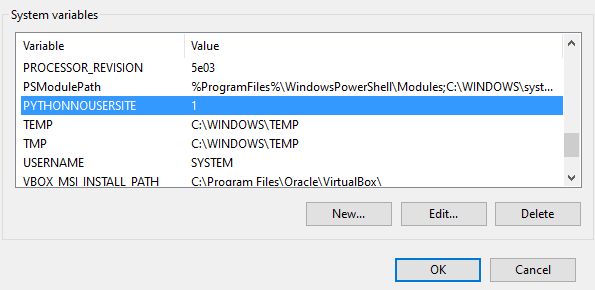 System variables
Variable Value
PROCESSOR_REVISION 5e03
PSModulePath %ProgramFiles%\WindowsPowerShell\Modules;C:\WINDOWS\syst...
PYTHONNOUSERSITE 1
TEMP C:\WINDOWS\TEMP
TMP C:\WINDOWS\TEMP
USERNAME SYSTEM
VBOX_MSI_INSTALL_PATH C:\Program Files\Oracle\VirtualBox\
New... Edit... Delete
OK Cancel